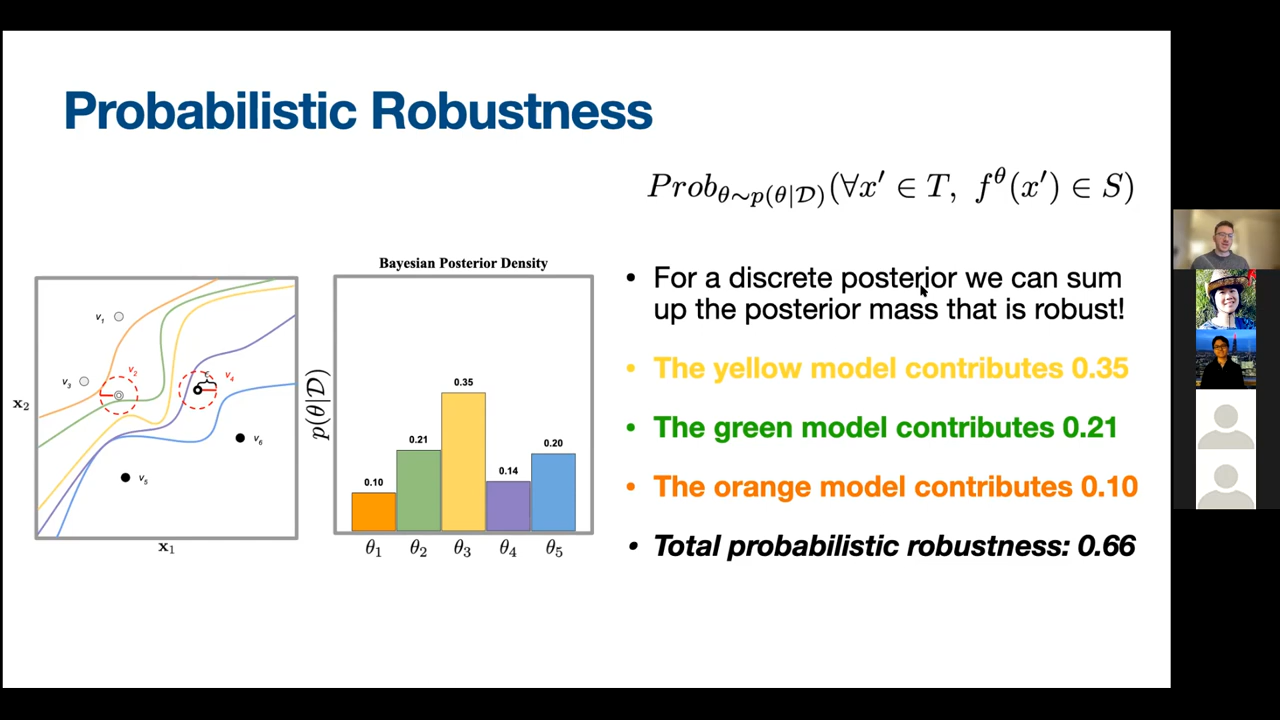 Probabilistic Robustness
Prob_{θ∼p(θ|𝒟)}(∀x′ ∈ T, f^θ(x′) ∈ S)
Bayesian Posterior Density
v₁
v₂
v₃
v₄
v₅
v₆
ε
x₂
x₁
p(θ|𝒟)
0.10
0.21
0.35
0.14
0.20
θ₁ θ₂ θ₃ θ₄ θ₅
• For a discrete posterior we can sum
up the posterior mass that is robust!
• The yellow model contributes 0.35
• The green model contributes 0.21
• The orange model contributes 0.10
• Total probabilistic robustness: 0.66